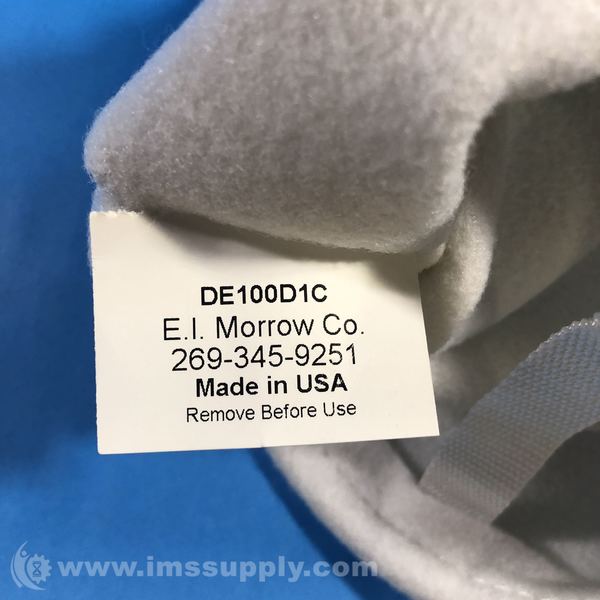 DE100D1C
E.I. Morrow Co.
269-345-9251
Made in USA
Remove Before Use
www.imssupply.com